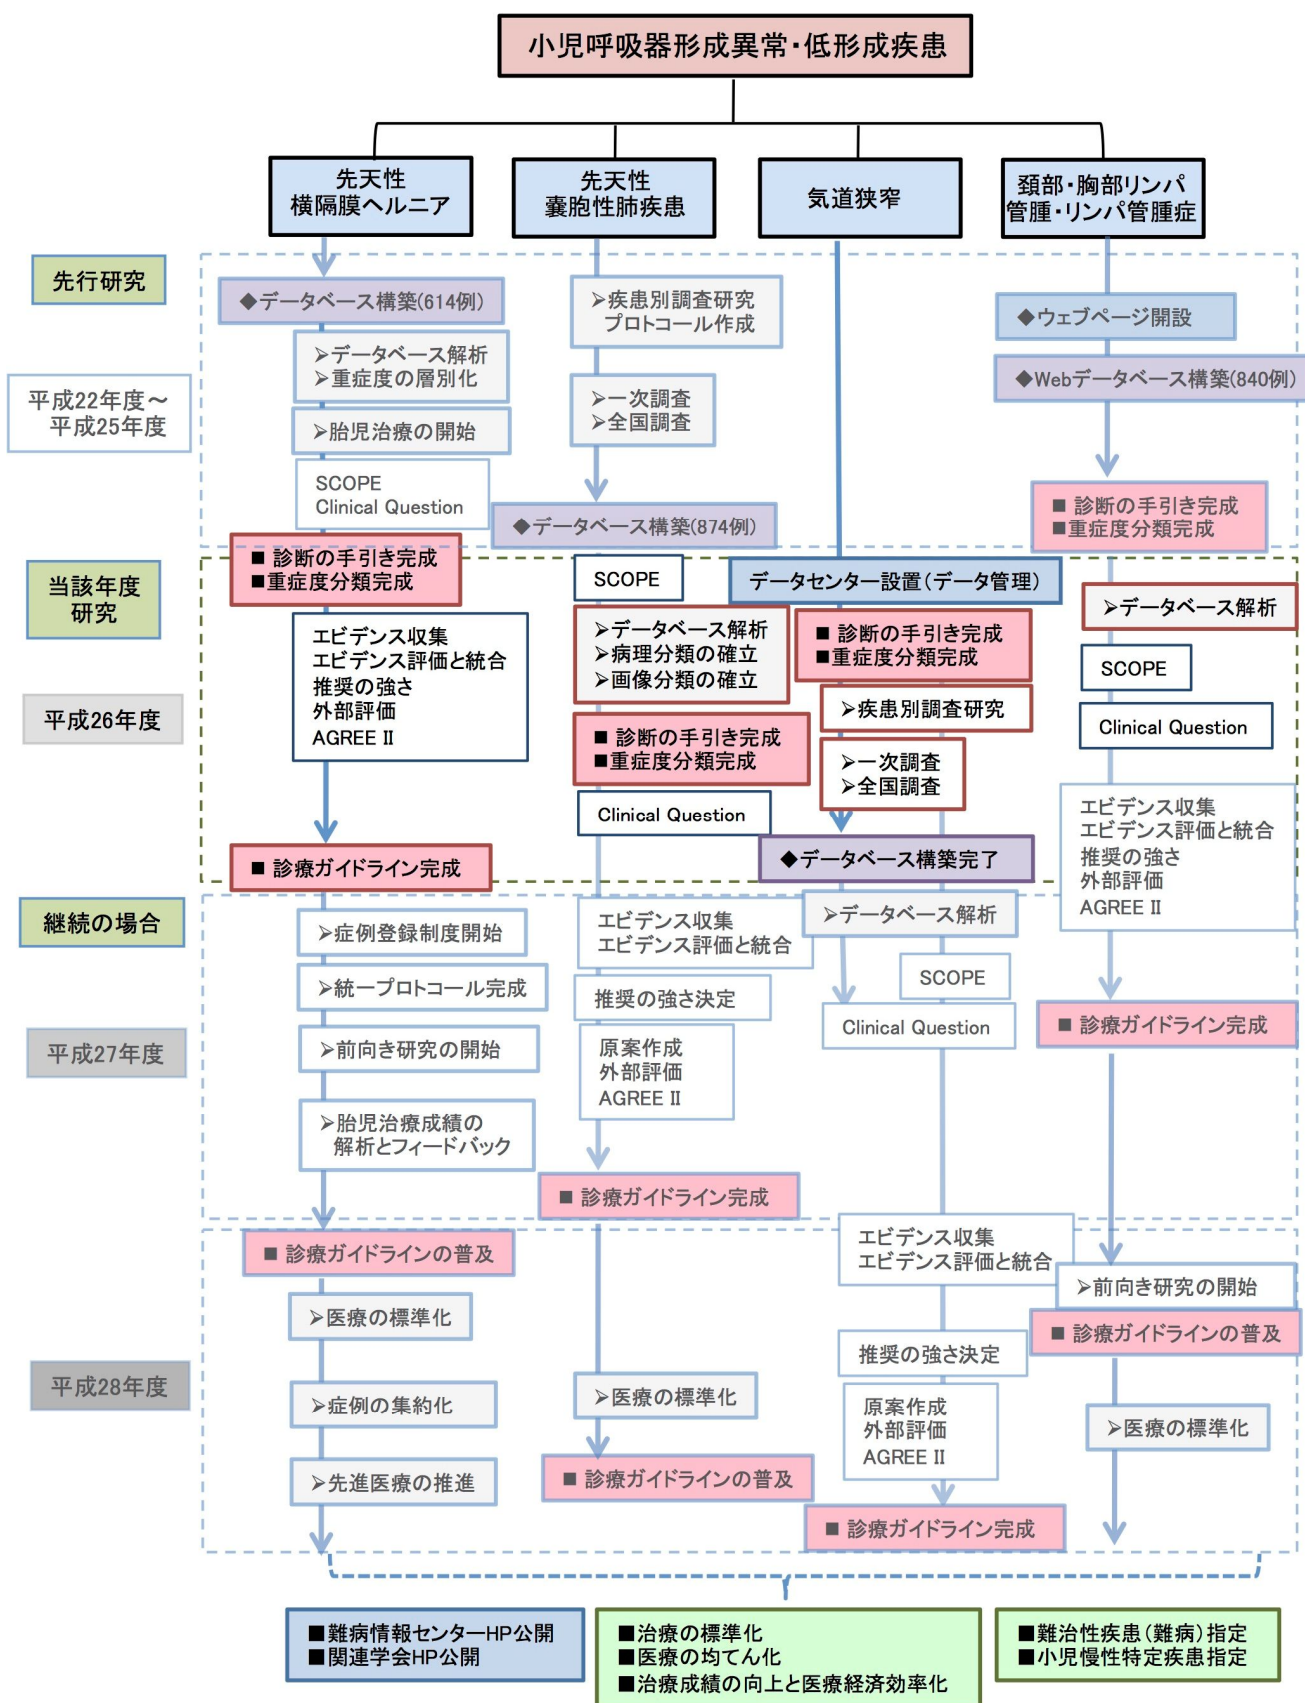 小児呼吸器形成異常・低形成疾患
先天性
横隔膜ヘルニア
先天性
嚢胞性肺疾患
気道狭窄
頚部・胸部リンパ
管腫・リンパ管腫症
先行研究
平成22年度～
平成25年度
◆データベース構築(614例)
➢データベース解析
➢重症度の層別化
➢胎児治療の開始
SCOPE
Clinical Question
➢疾患別調査研究
プロトコール作成
➢一次調査
➢全国調査
◆データベース構築(874例)
◆ウェブページ開設
◆Webデータベース構築(840例)
■ 診断の手引き完成
■重症度分類完成
当該年度
研究
平成26年度
■ 診断の手引き完成
■重症度分類完成
エビデンス収集
エビデンス評価と統合
推奨の強さ
外部評価
AGREE II
■ 診療ガイドライン完成
SCOPE
➢データベース解析
➢病理分類の確立
➢画像分類の確立
■ 診断の手引き完成
■重症度分類完成
Clinical Question
データセンター設置（データ管理）
■ 診断の手引き完成
■重症度分類完成
➢疾患別調査研究
➢一次調査
➢全国調査
◆データベース構築完了
➢データベース解析
SCOPE
Clinical Question
エビデンス収集
エビデンス評価と統合
推奨の強さ
外部評価
AGREE II
継続の場合
平成27年度
➢症例登録制度開始
➢統一プロトコール完成
➢前向き研究の開始
➢胎児治療成績の
解析とフィードバック
エビデンス収集
エビデンス評価と統合
推奨の強さ決定
原案作成
外部評価
AGREE II
■ 診療ガイドライン完成
➢データベース解析
SCOPE
Clinical Question
■ 診療ガイドライン完成
平成28年度
■ 診療ガイドラインの普及
➢医療の標準化
➢症例の集約化
➢先進医療の推進
➢医療の標準化
■ 診療ガイドラインの普及
エビデンス収集
エビデンス評価と統合
推奨の強さ決定
原案作成
外部評価
AGREE II
■ 診療ガイドライン完成
➢前向き研究の開始
■ 診療ガイドラインの普及
➢医療の標準化
■難病情報センターHP公開
■関連学会HP公開
■治療の標準化
■医療の均てん化
■治療成績の向上と医療経済効率化
■難治性疾患（難病）指定
■小児慢性特定疾患指定